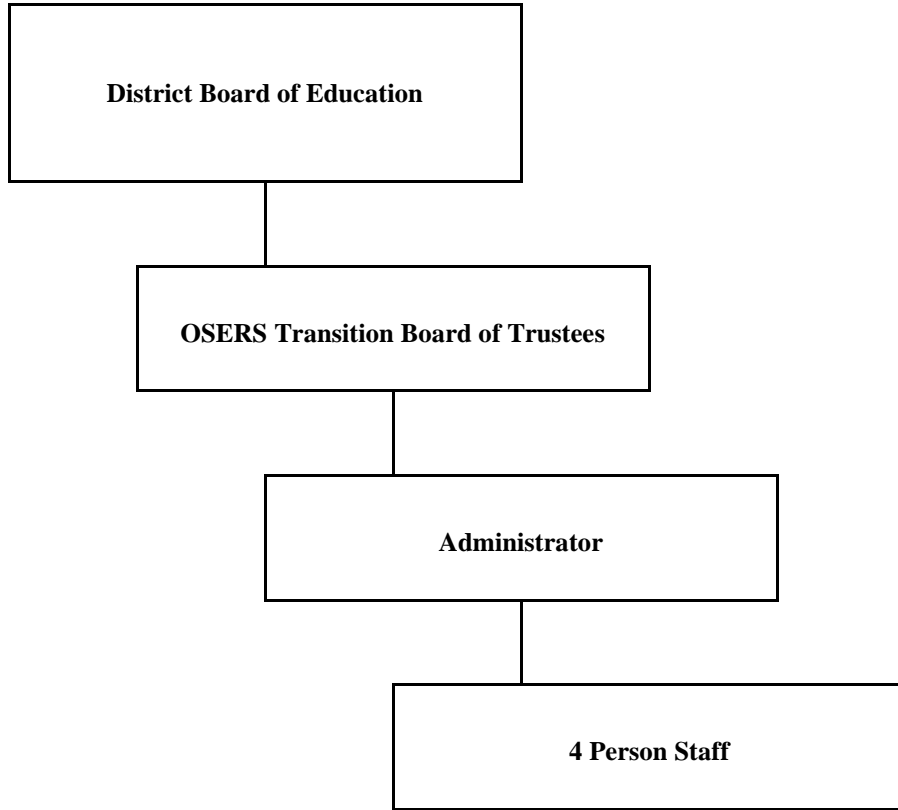 District Board of Education
OSERS Transition Board of Trustees
Administrator
4 Person Staff